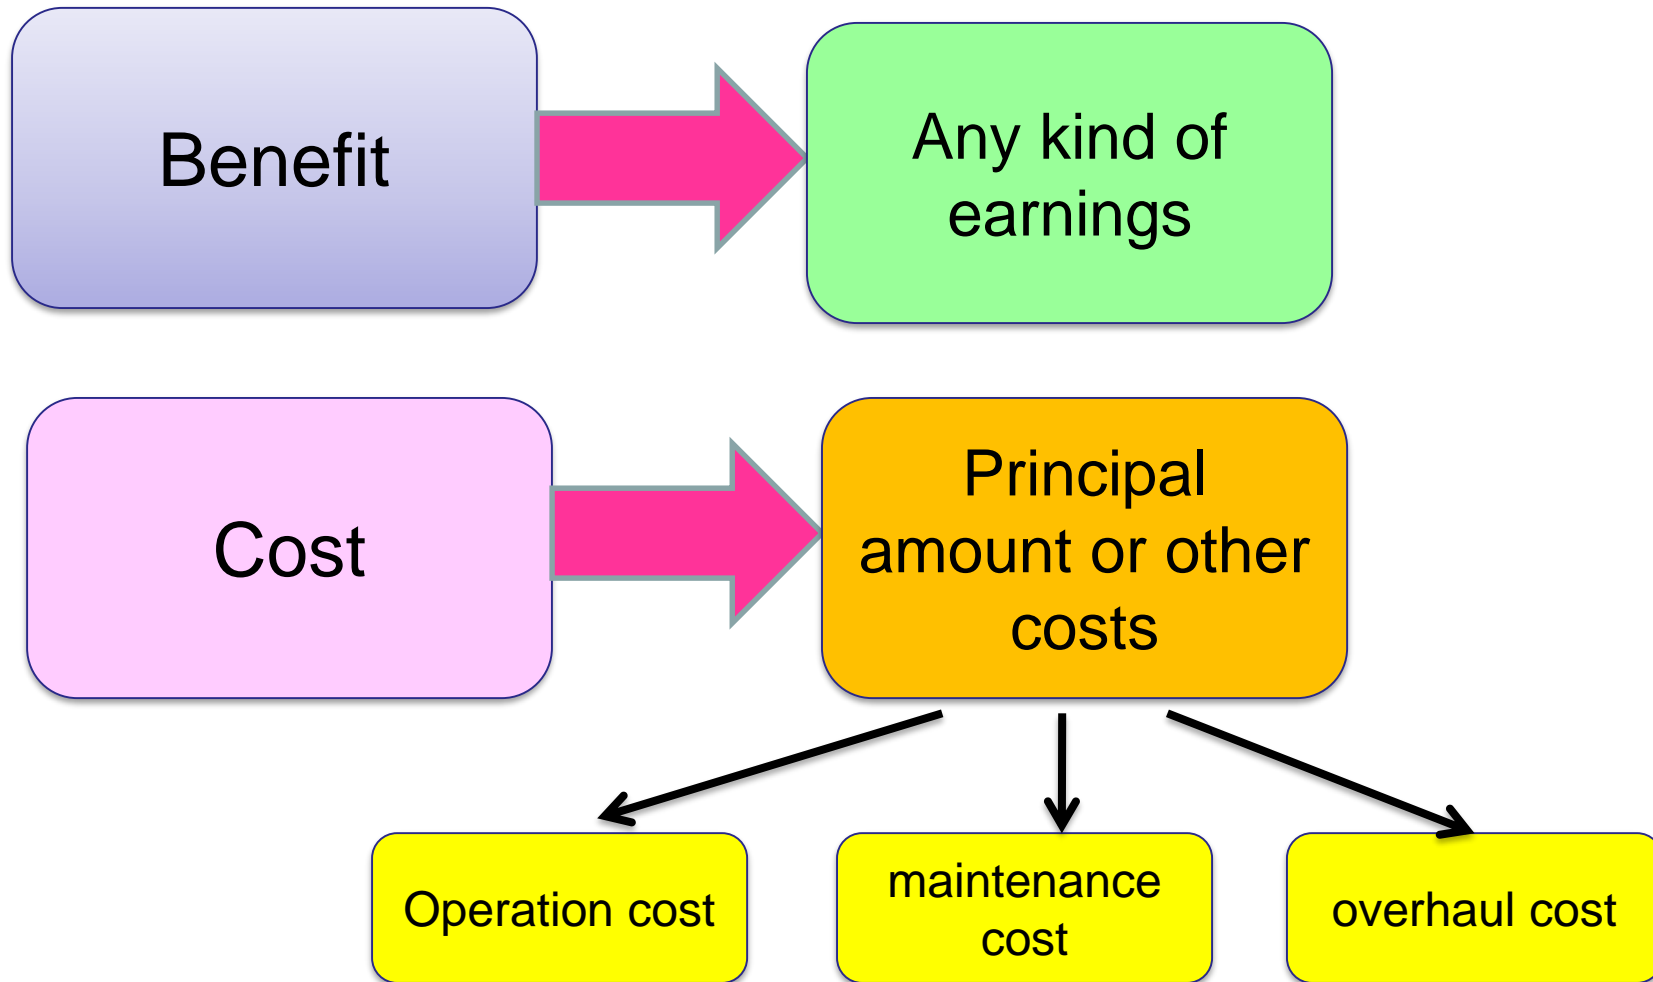 Benefit
Any kind of
earnings
Cost
Principal
amount or other
costs
Operation cost
maintenance
cost
overhaul cost